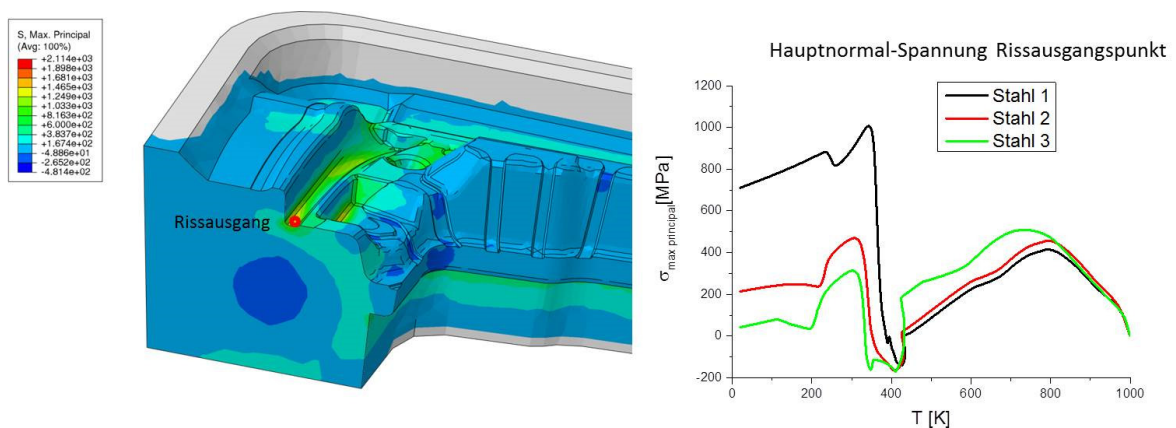 S, Max. Principal
(Avg: 100%)
+2.114e+03
+1.898e+03
+1.681e+03
+1.465e+03
+1.249e+03
+1.033e+03
+8.163e+02
+6.000e+02
+3.837e+02
+1.674e+02
-4.886e+01
-2.652e+02
-4.814e+02
Rissausgang
Hauptnormal-Spannung Rissausgangspunkt
Stahl 1
Stahl 2
Stahl 3
σmax principal[MPa]
1200
1000
800
600
400
200
0
-200
0
200
400
600
800
1000
T [K]